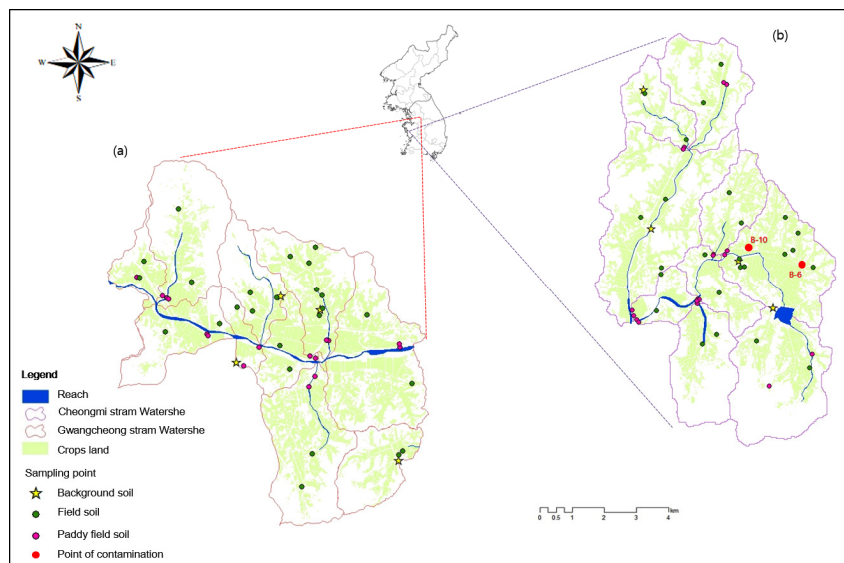 N
W E
S
(a)
(b)
B-10
B-6
Legend
Reach
Cheongmi stram Watershe
Gwangcheong stram Watershe
Crops land
Sampling point
Background soil
Field soil
Paddy field soil
Point of contamination
0 0.5 1 2 3 4 km